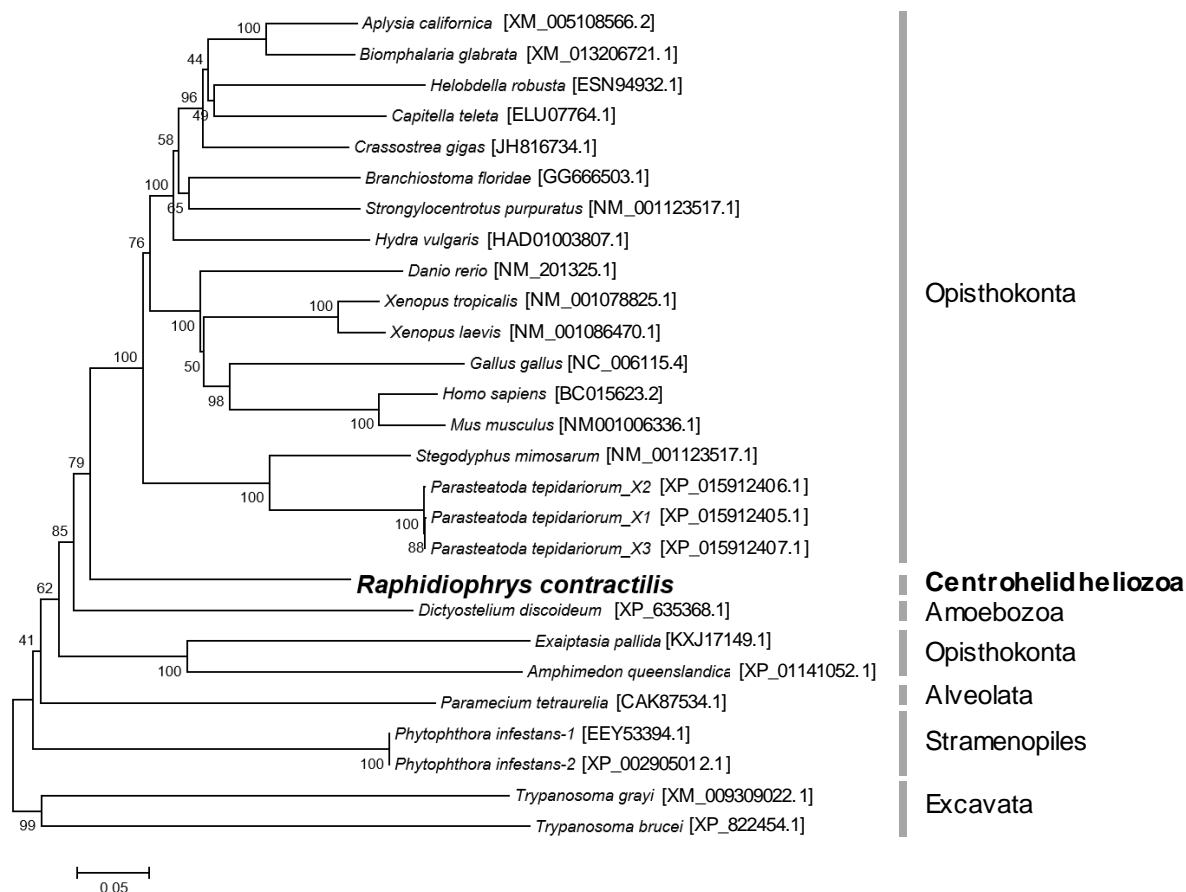 100
Aplysia californica [XM_005108566.2]
44
Biomphalaria glabrata [XM_013206721.1]
Helobdella robusta [ESN94932.1]
96
49
Capitella teleta [ELU07764.1]
58
Crassostrea gigas [JH816734.1]
Branchiostoma floridae [GG666503.1]
100
65
Strongylocentrotus purpuratus [NM_001123517.1]
76
Hydra vulgaris [HAD01003807.1]
Danio rerio [NM_201325.1]
Opisthokonta
100
Xenopus tropicalis [NM_001078825.1]
100
Xenopus laevis [NM_001086470.1]
100
50
Gallus gallus [NC_006115.4]
98
Homo sapiens [BC015623.2]
100
Mus musculus [NM001006336.1]
79
Stegodyphus mimosarum [NM_001123517.1]
100
Parasteatoda tepidariorum_X2 [XP_015912406.1]
100
Parasteatoda tepidariorum_X1 [XP_015912405.1]
85
88
Parasteatoda tepidariorum_X3 [XP_015912407.1]
Raphidiophrys contractilis
Centrohelid heliozoa
62
Dictyostelium discoideum [XP_635368.1]
Amoebozoa
41
Exaiptasia pallida [KXJ17149.1]
Opisthokonta
100
Amphimedon queenslandica [XP_01141052.1]
Paramecium tetraurelia [CAK87534.1]
Alveolata
Phytophthora infestans-1 [EEY53394.1]
Stramenopiles
100
Phytophthora infestans-2 [XP_002905012.1]
Trypanosoma grayi [XM_009309022.1]
Excavata
99
Trypanosoma brucei [XP_822454.1]
0.05